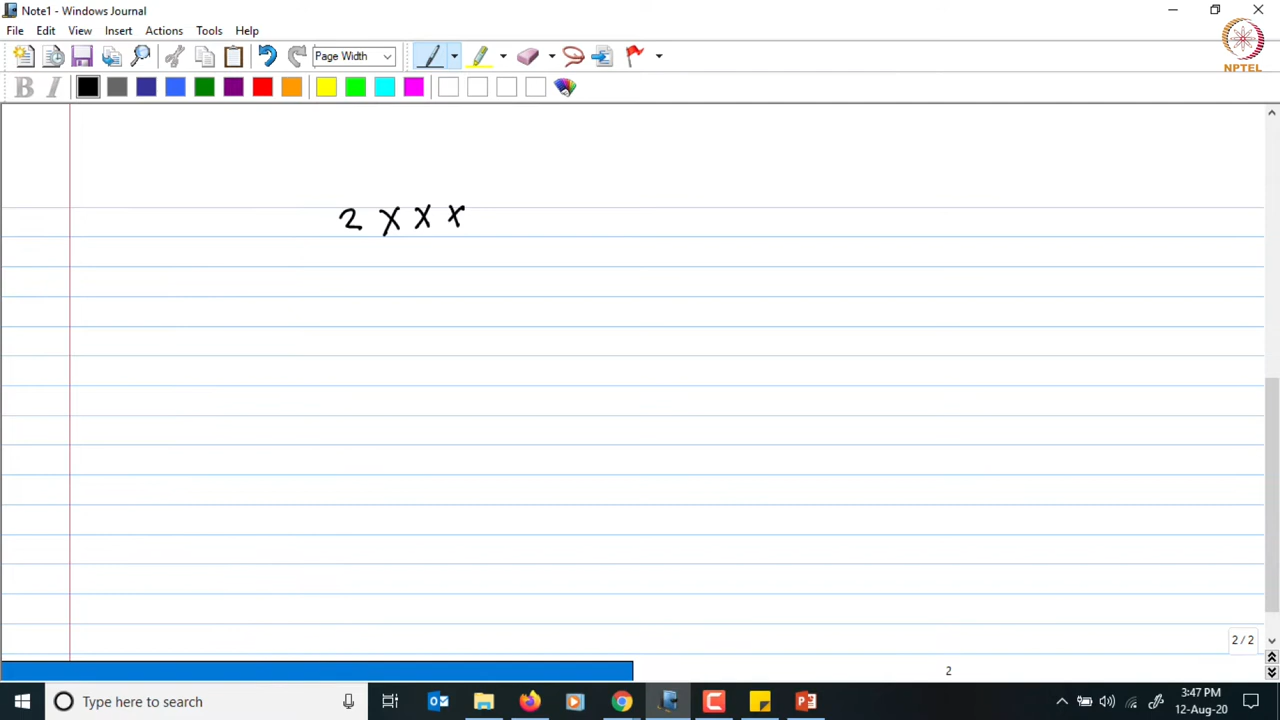 Note1 - Windows Journal
File Edit View Insert Actions Tools Help
Page Width
B I
NPTEL
2 X X X
2 / 2
2
Type here to search
3:47 PM
12-Aug-20